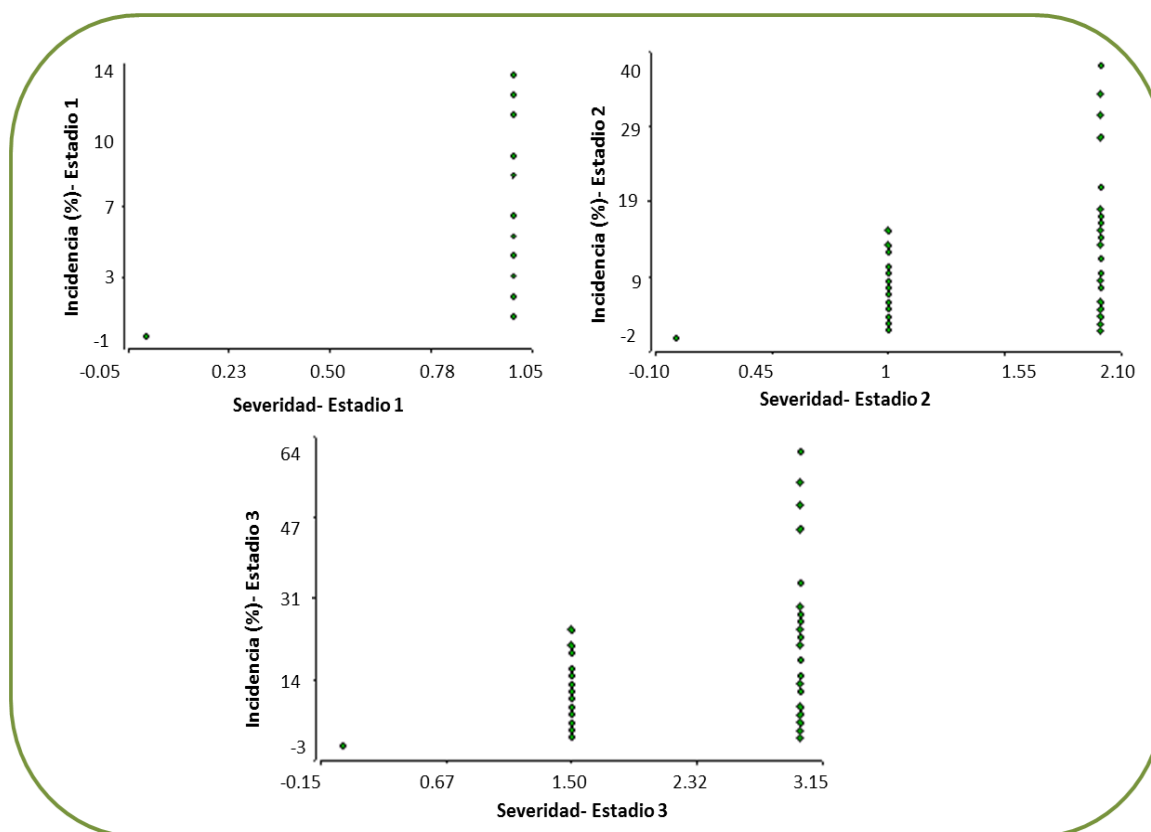 14
10
7
3
-1
Incidencia (%)- Estadio 1
-0.05 0.23 0.50 0.78 1.05
Severidad- Estadio 1
40
29
19
9
-2
Incidencia (%)- Estadio 2
-0.10 0.45 1 1.55 2.10
Severidad- Estadio 2
64
47
31
14
-3
Incidencia (%)- Estadio 3
-0.15 0.67 1.50 2.32 3.15
Severidad- Estadio 3